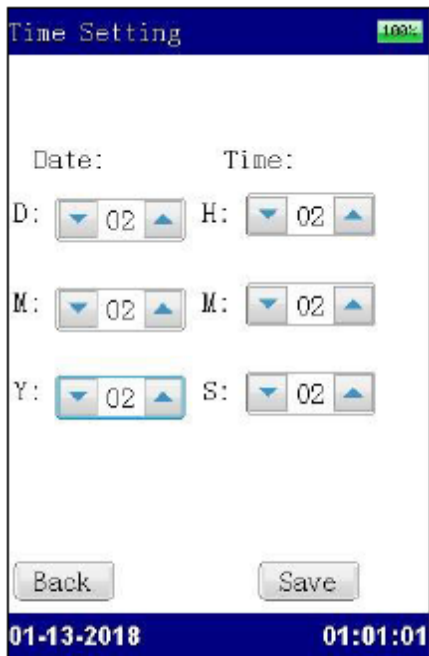 Time Setting 100%
Date: Time:
D: 02 H: 02
M: 02 M: 02
Y: 02 S: 02
Back Save
01-13-2018 01:01:01